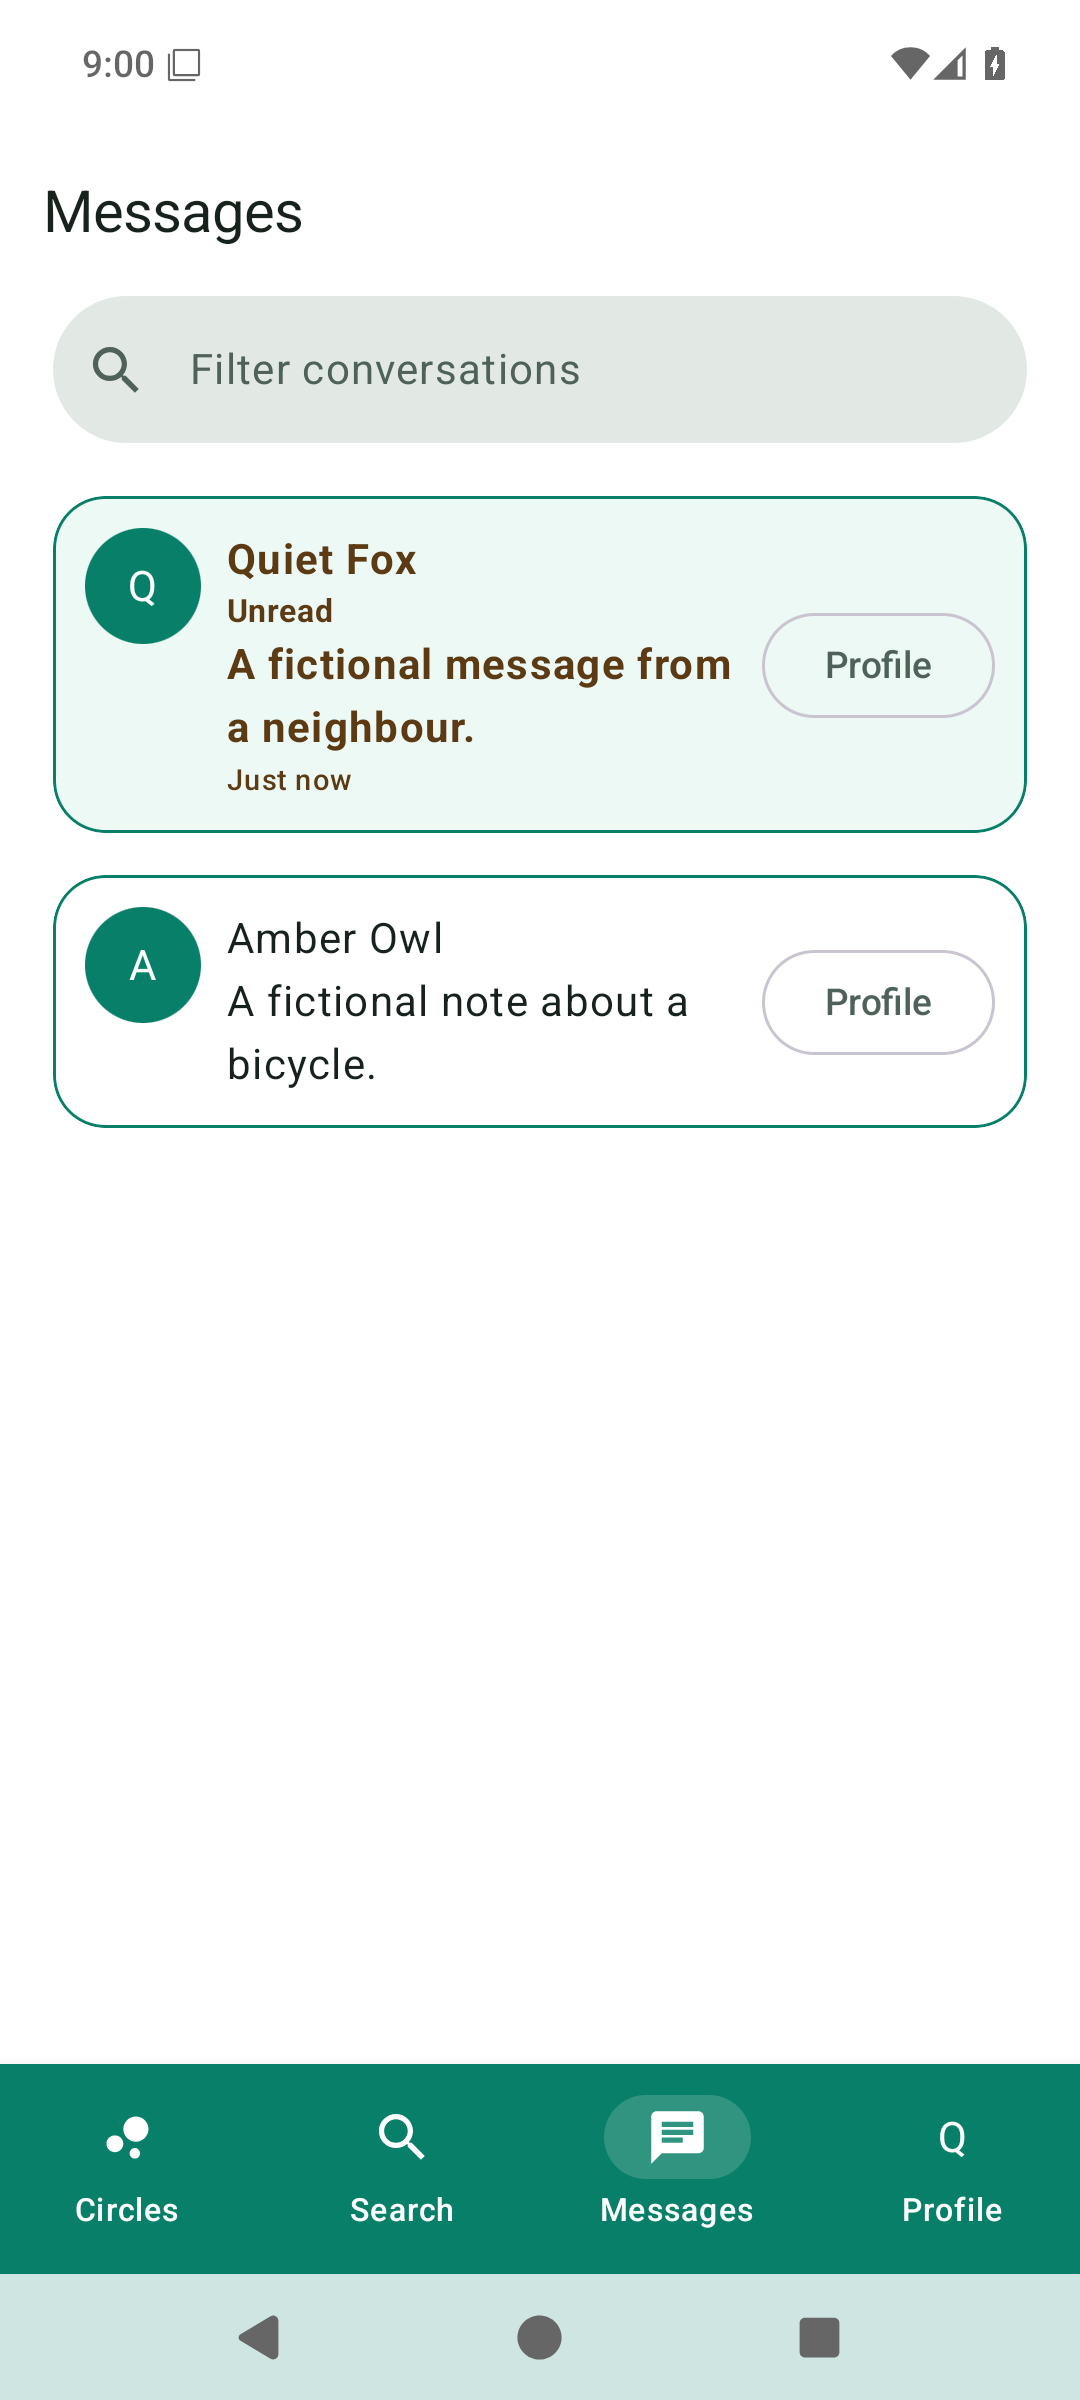 9:00
Messages
Filter conversations
Q
Quiet Fox
Unread
A fictional message from
a neighbour.
Just now
Profile
A
Amber Owl
A fictional note about a
bicycle.
Profile
Q
Circles
Search
Messages
Profile